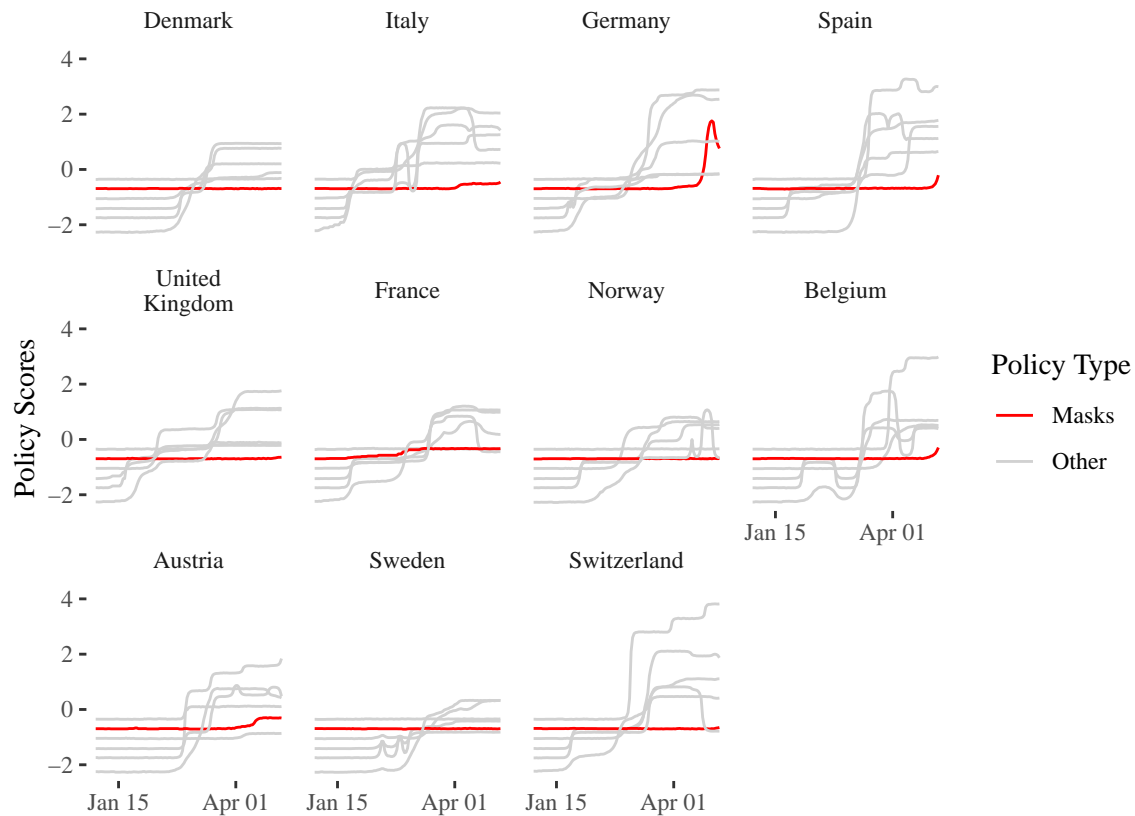 Denmark
Italy
Germany
Spain
4
2
0
−2
United
Kingdom
France
Norway
Belgium
4
2
0
−2
Jan 15
Apr 01
Austria
Sweden
Switzerland
4
2
0
−2
Jan 15
Apr 01
Jan 15
Apr 01
Jan 15
Apr 01
Policy Scores
Policy Type
Masks
Other